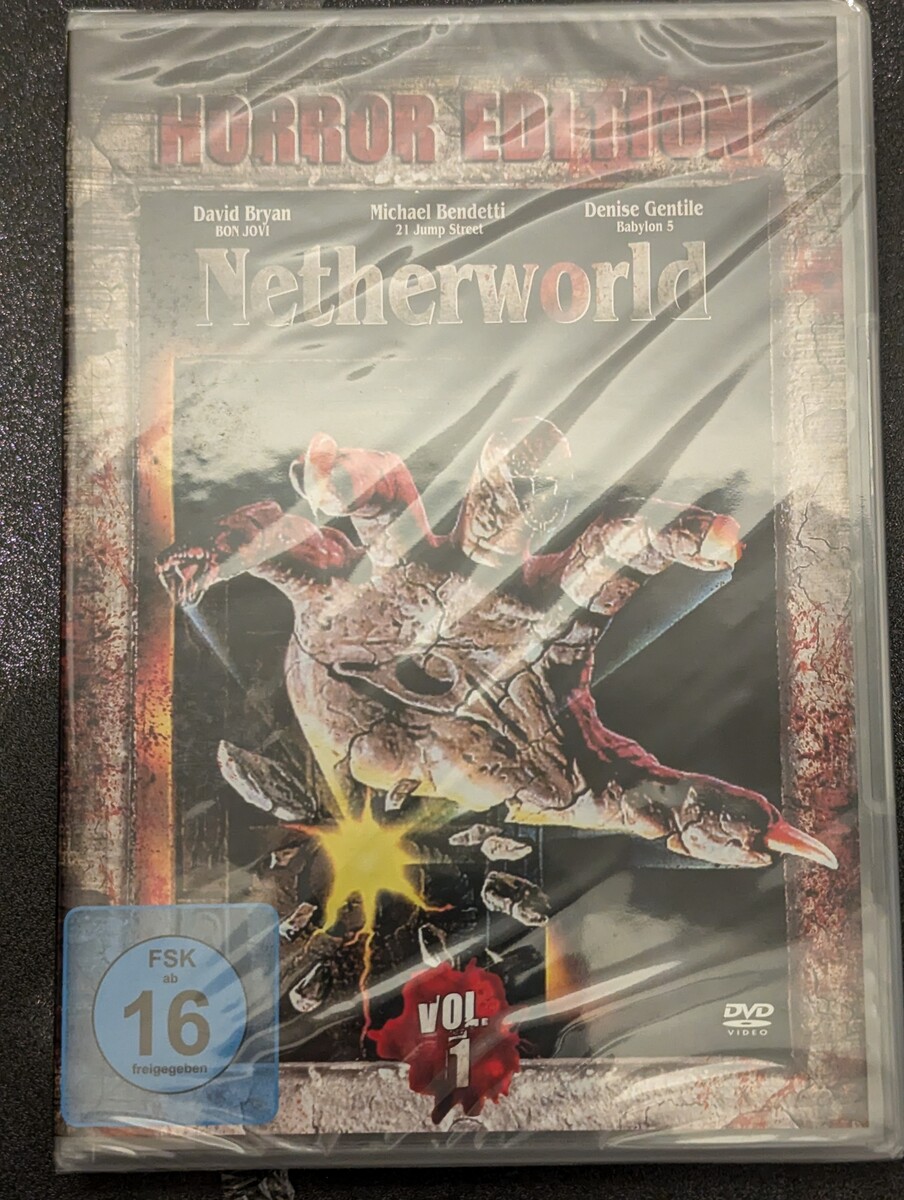 HORROR EDITION
David Bryan Michael Bendetti Denise Gentile
BON JOVI 21 Jump Street Babylon 5
Netherworld
FSK
ab
16
freigegeben
VOL.
1
DVD
VIDEO